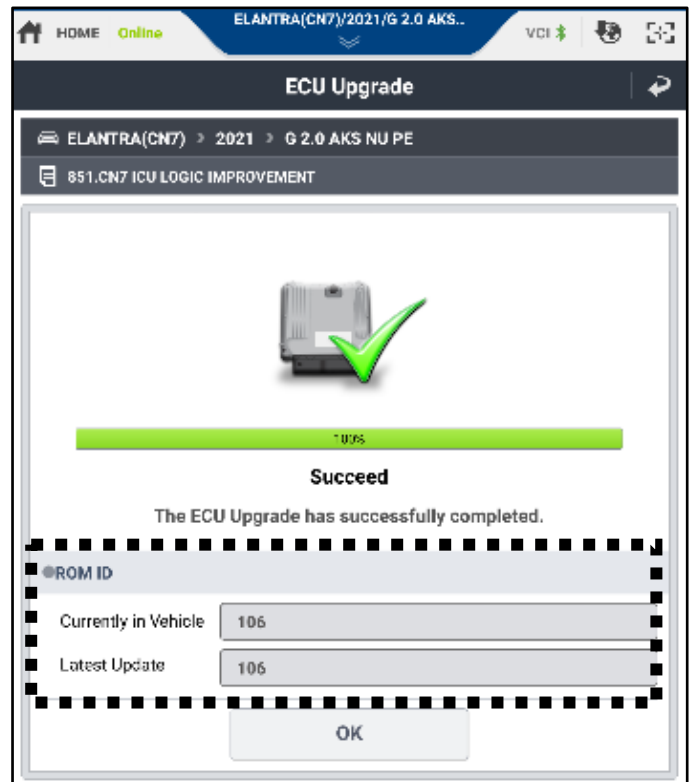 HOME Online ELANTRA(CN7)/2021/G 2.0 AKS.. VCI
ECU Upgrade
ELANTRA(CN7) > 2021 > G 2.0 AKS NU PE
851.CN7 ICU LOGIC IMPROVEMENT
100%
Succeed
The ECU Upgrade has successfully completed.
ROM ID
Currently in Vehicle 106
Latest Update 106
OK